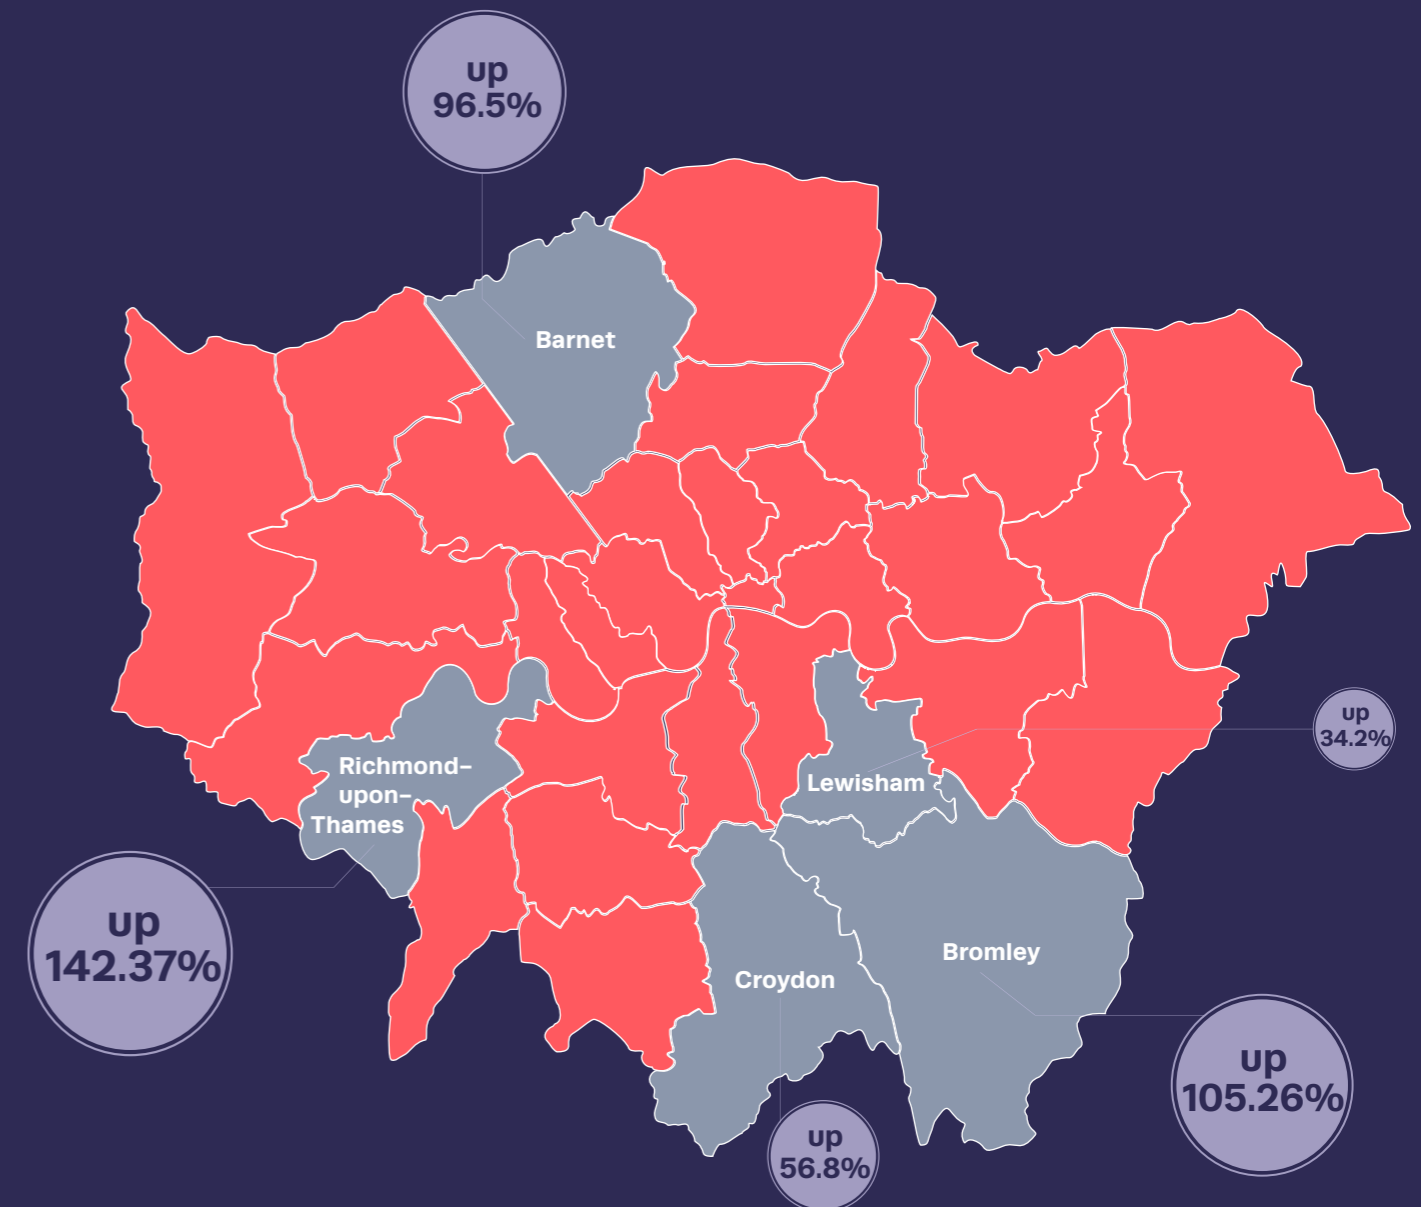 up
96.5%
Barnet
up
34.2%
Richmond–
upon–
Thames
Lewisham
up
142.37%
Bromley
Croydon
up
105.26%
up
56.8%